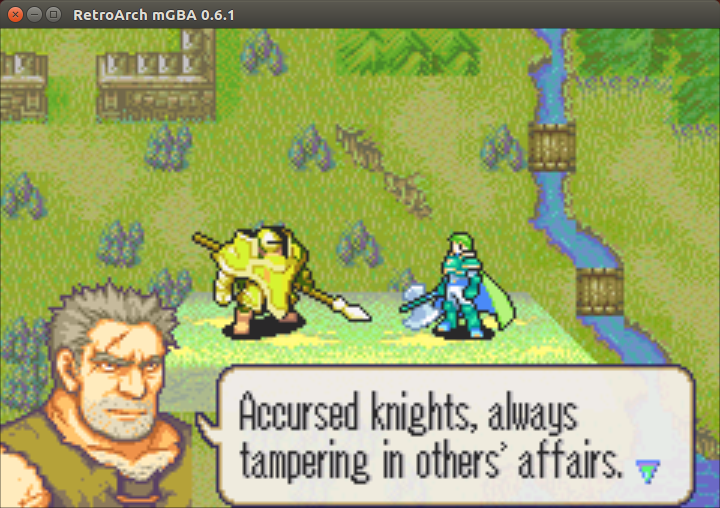 RetroArch mGBA 0.6.1
Accursed knights, always
tampering in others' affairs.